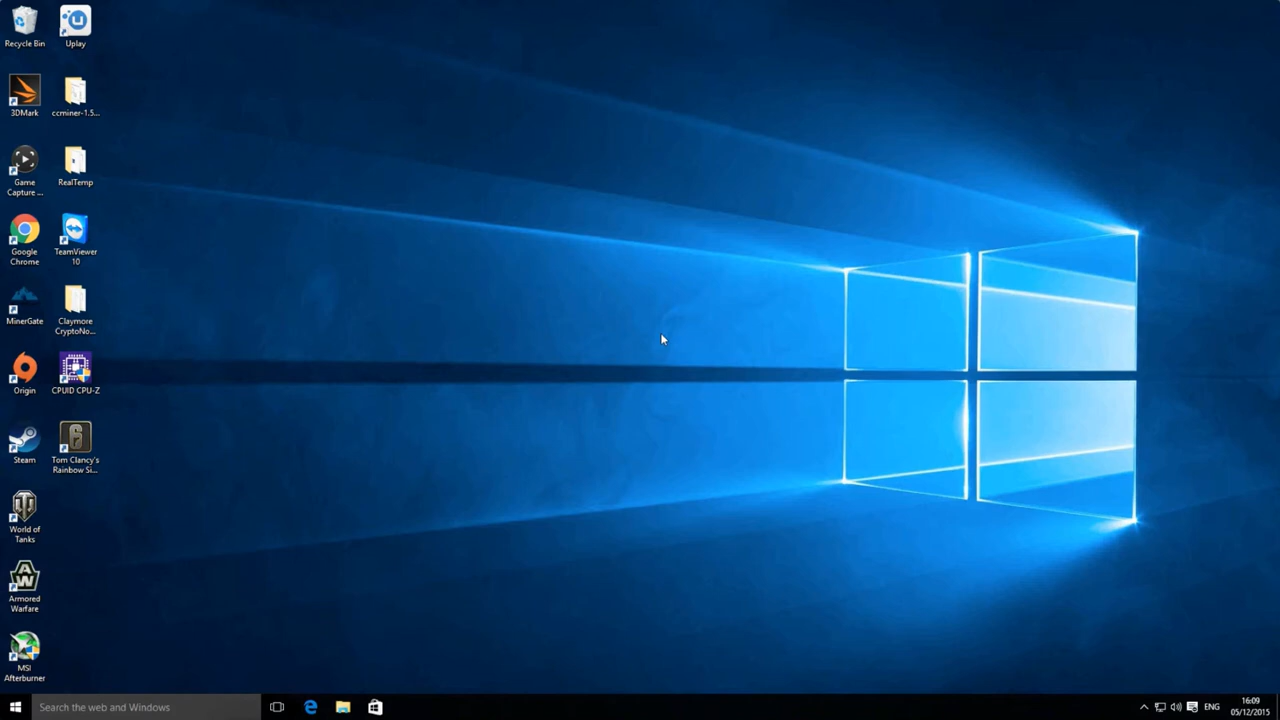 Recycle Bin
Uplay
3DMark
ccminer-1.5...
Game
Capture ...
RealTemp
Google
Chrome
TeamViewer
10
MinerGate
Claymore
CryptoNo...
Origin
CPUID CPU-Z
Steam
Tom Clancy's
Rainbow Si...
World of
Tanks
AW
Armored
Warfare
MSI
Afterburner
Search the web and Windows
ENG
16:09
05/12/2015